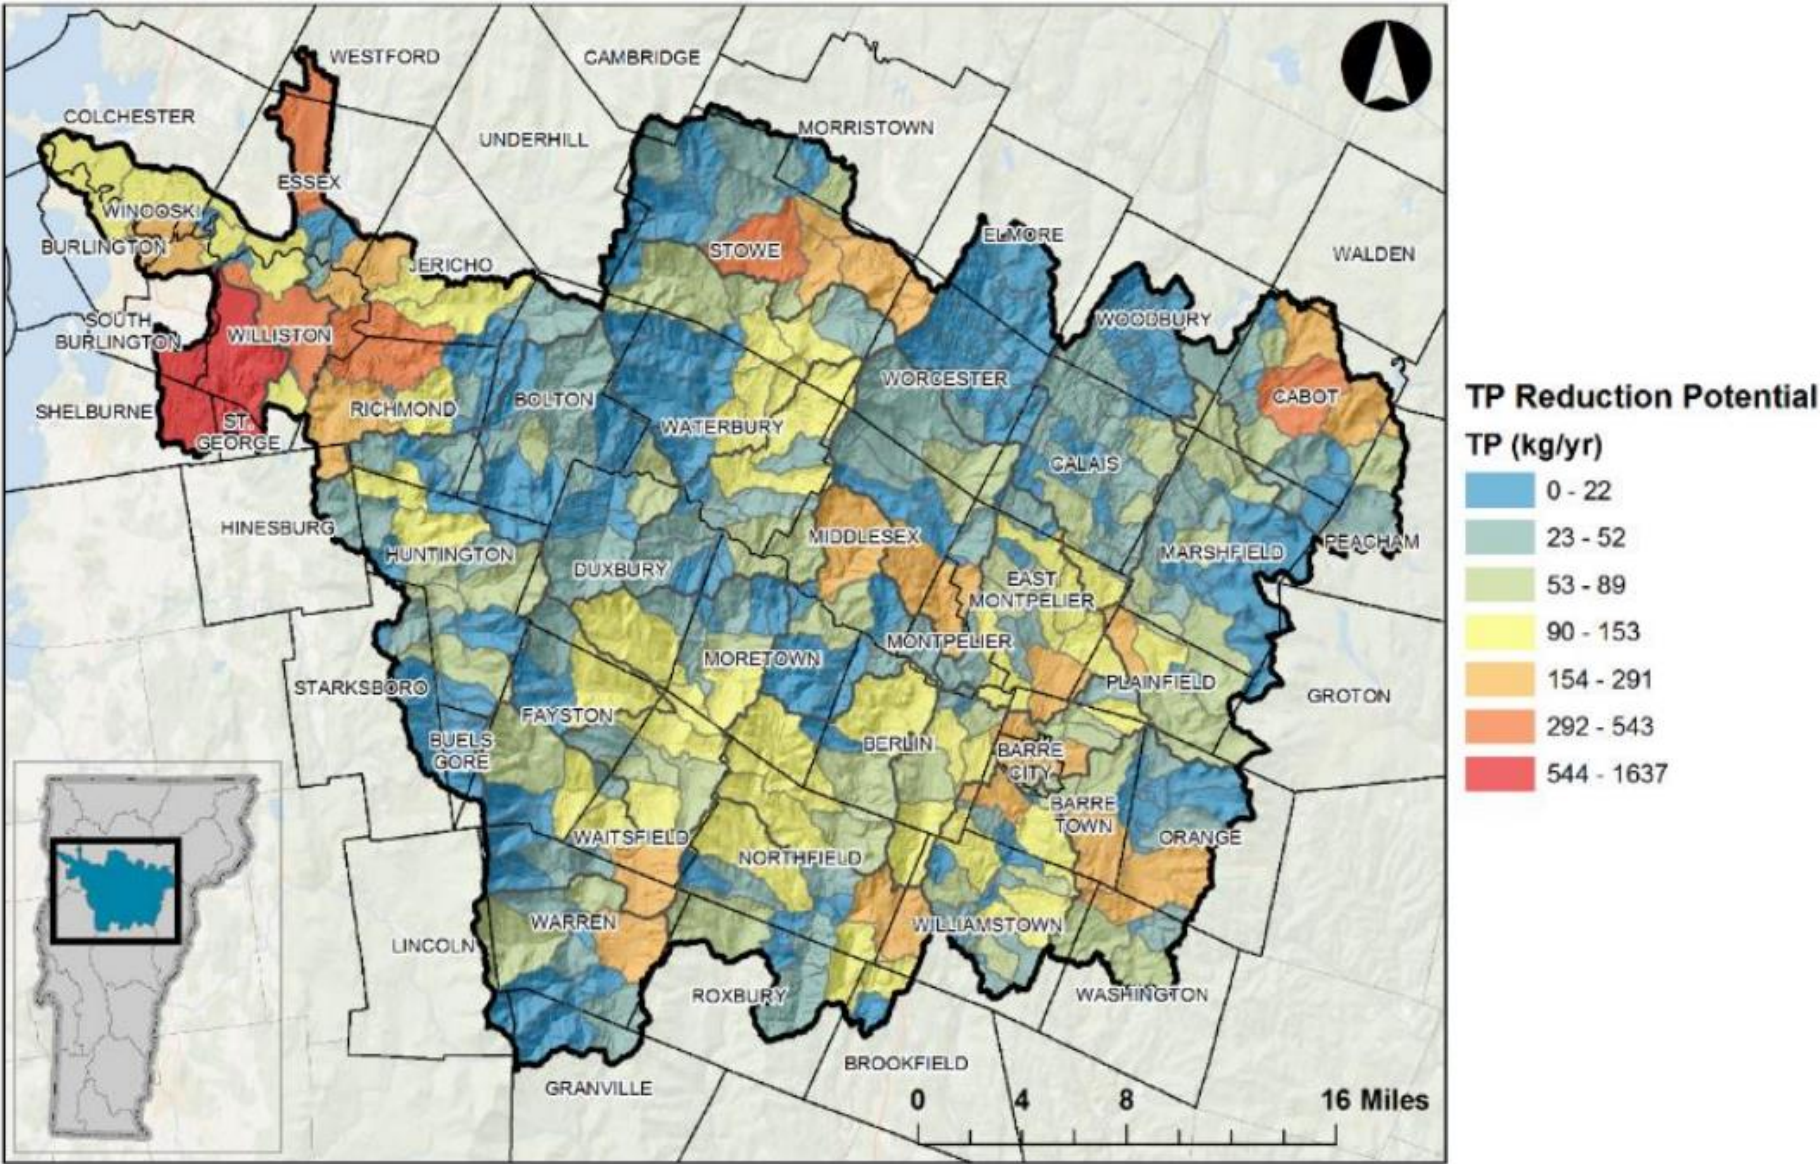 WESTFORD
CAMBRIDGE
COLCHESTER
UNDERHILL
MORRISTOWN
ESSEX
WINOOSKI
BURLINGTON
STOWE
ELMORE
WALDEN
JERICHO
SOUTH
BURLINGTON
WILLISTON
WOODBURY
WORCESTER
SHELBURNE
RICHMOND
BOLTON
CABOT
ST.
GEORGE
WATERBURY
CALAIS
HINESBURG
HUNTINGTON
DUXBURY
MIDDLESEX
MARSHFIELD
PEACHAM
EAST
MONTPELIER
MONTPELIER
STARKSBORO
MORETOWN
PLAINFIELD
GROTON
FAYSTON
BUELS
GORE
BERLIN
BARRE
CITY
BARRE
TOWN
WAITSFIELD
NORTHFIELD
ORANGE
LINCOLN
WARREN
WILLIAMSTOWN
ROXBURY
WASHINGTON
GRANVILLE
BROOKFIELD
0 4 8 16 Miles
TP Reduction Potential
TP (kg/yr)
0 - 22
23 - 52
53 - 89
90 - 153
154 - 291
292 - 543
544 - 1637